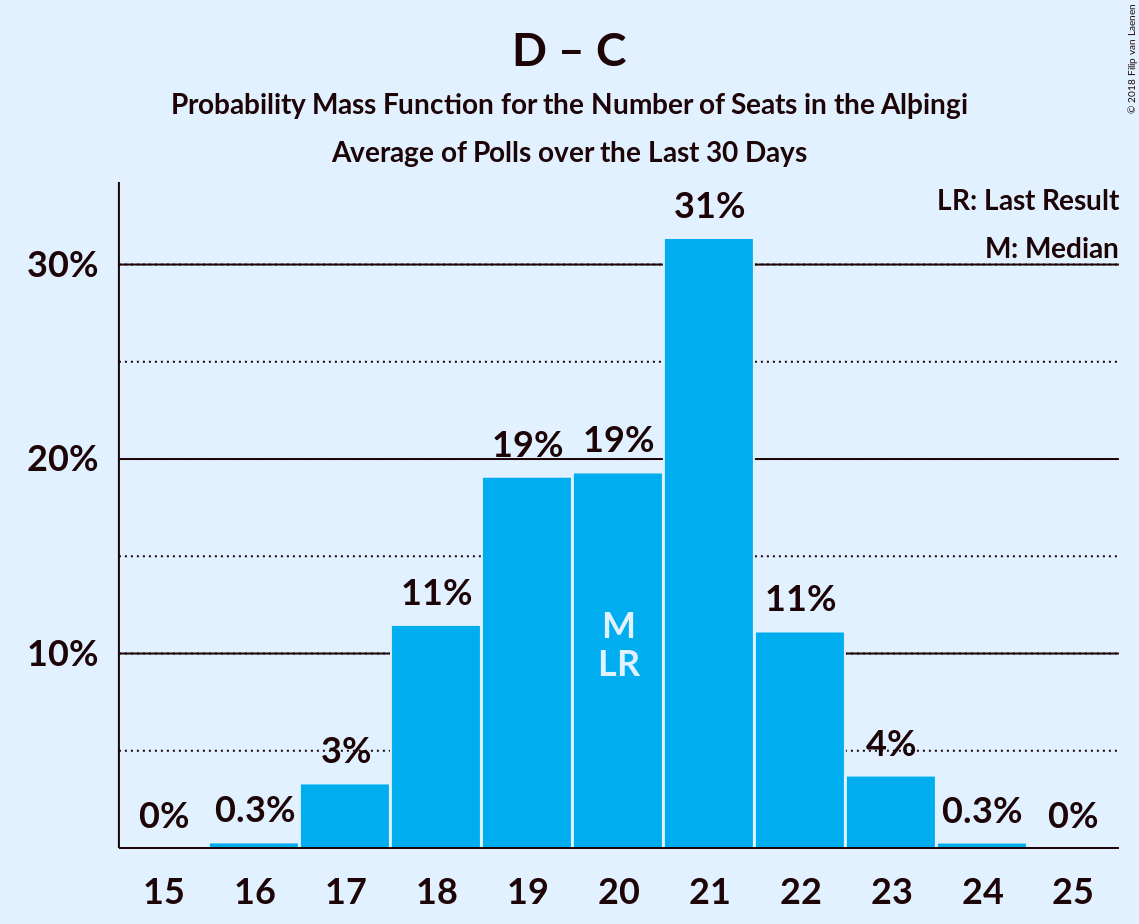 D – C
Probability Mass Function for the Number of Seats in the Alþingi
Average of Polls over the Last 30 Days
© 2018 Filip van Laenen
LR: Last Result
M: Median
30%
20%
10%
0%
0.3%
3%
11%
19%
19%
31%
11%
4%
0.3%
0%
M
LR
15 16 17 18 19 20 21 22 23 24 25